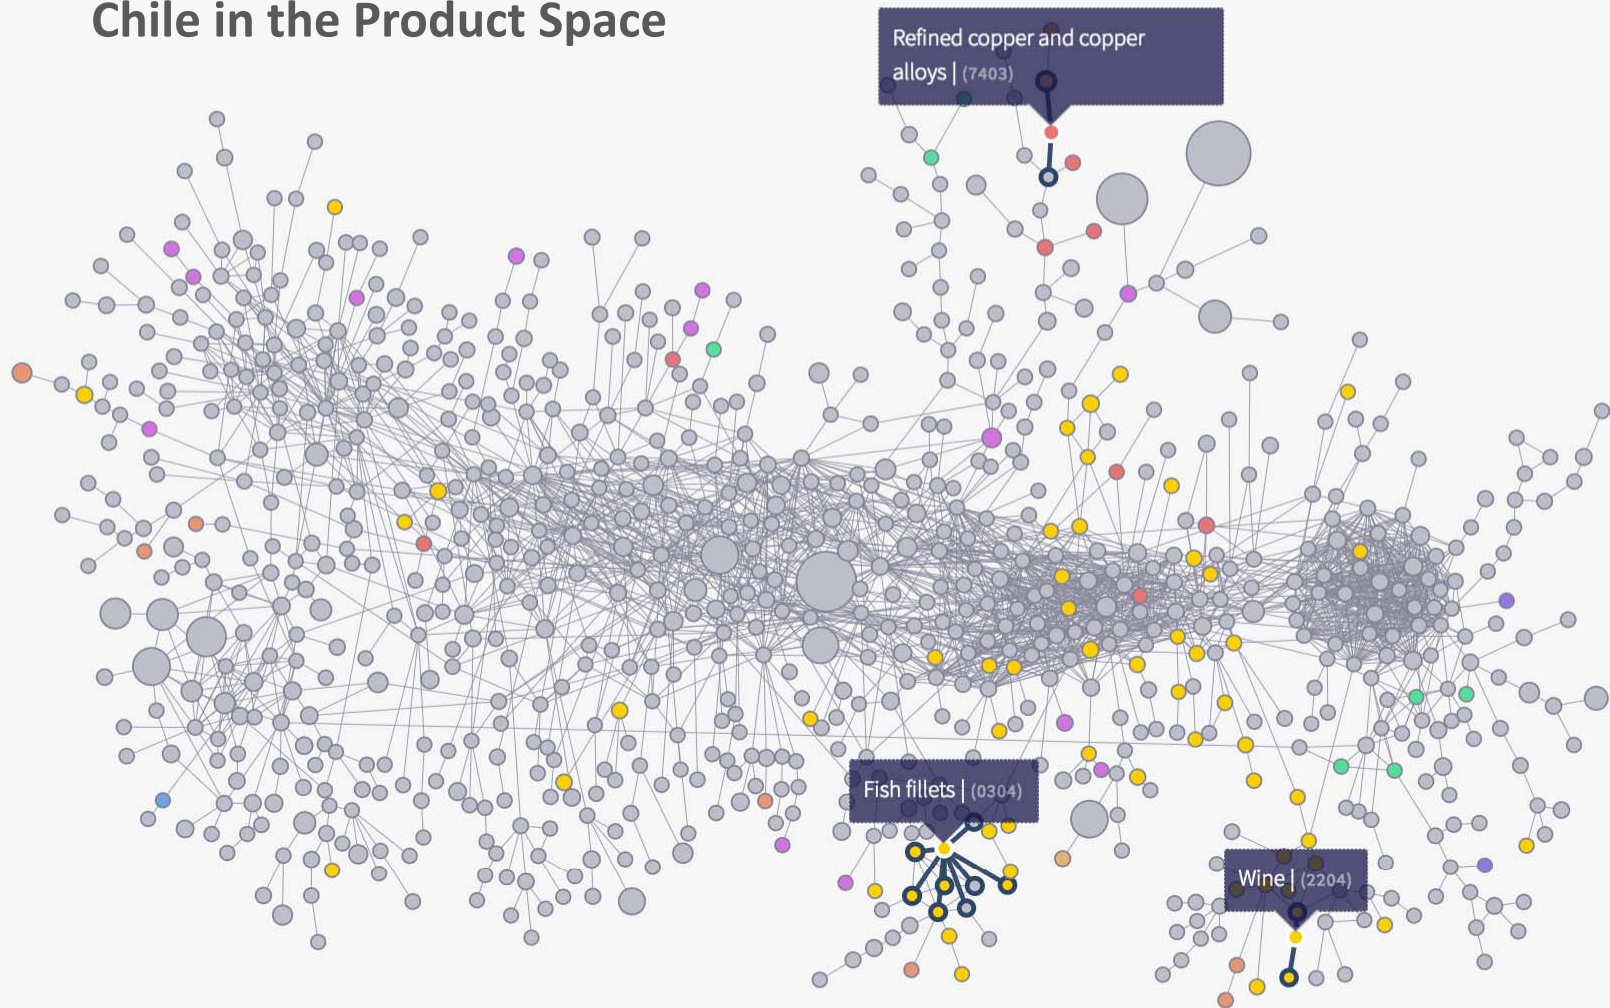 Chile in the Product Space
Refined copper and copper
alloys | (7403)
Fish fillets | (0304)
Wine | (2204)